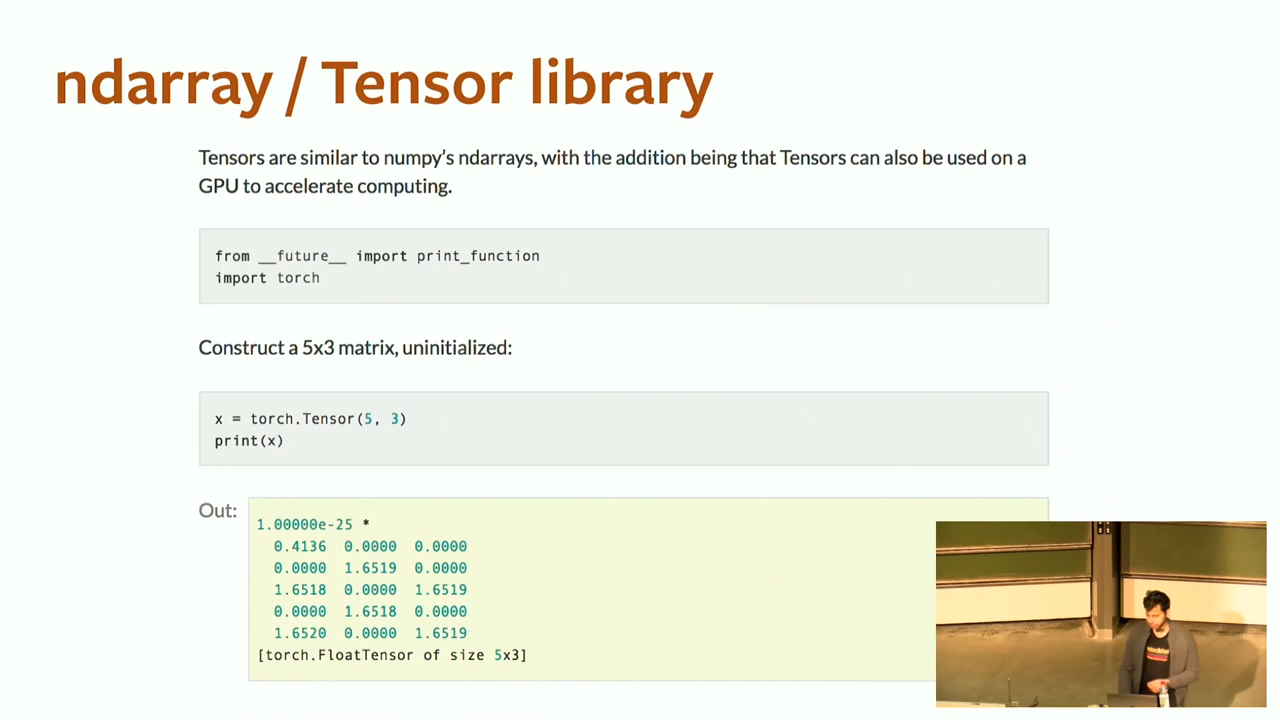 ndarray / Tensor library
Tensors are similar to numpy's ndarrays, with the addition being that Tensors can also be used on a
GPU to accelerate computing.
from __future__ import print_function
import torch
Construct a 5x3 matrix, uninitialized:
x = torch.Tensor(5, 3)
print(x)
Out:
1.00000e-25 *
0.4136 0.0000 0.0000
0.0000 1.6519 0.0000
1.6518 0.0000 1.6519
0.0000 1.6518 0.0000
1.6520 0.0000 1.6519
[torch.FloatTensor of size 5x3]